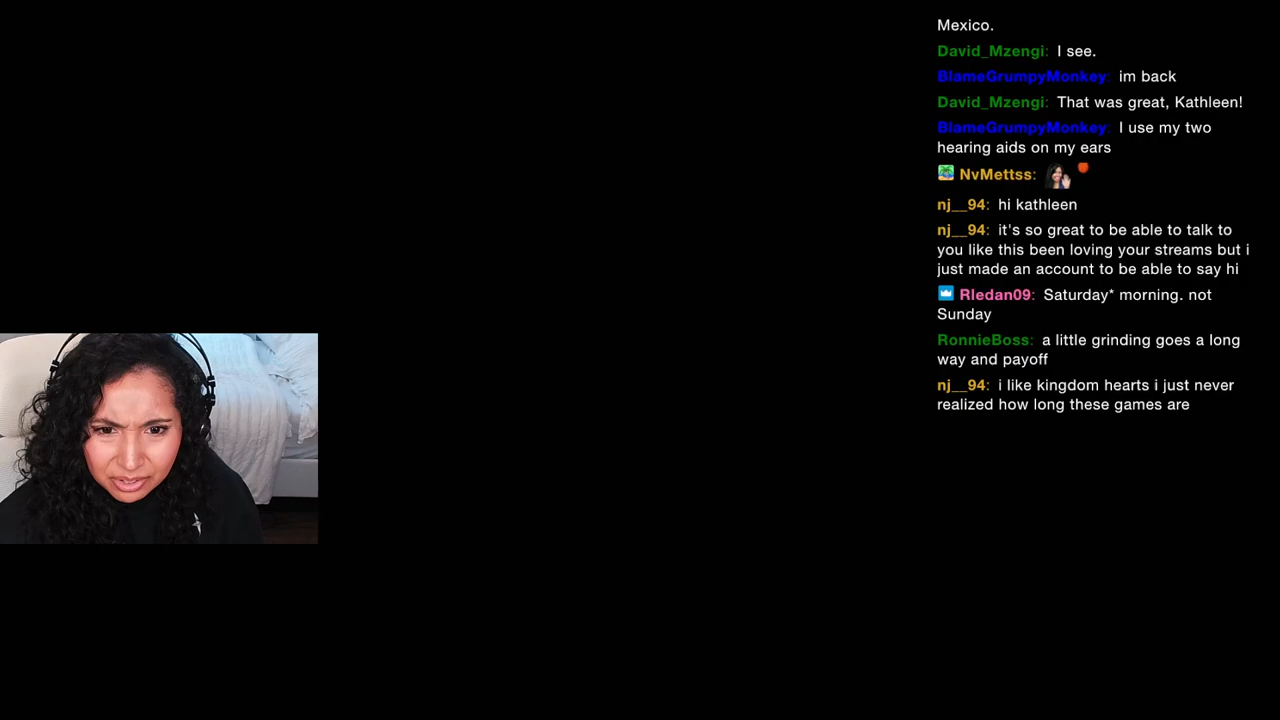 Mexico.
David_Mzengi: I see.
BlameGrumpyMonkey: im back
David_Mzengi: That was great, Kathleen!
BlameGrumpyMonkey: I use my two
hearing aids on my ears
NvMettss:
nj__94: hi kathleen
nj__94: it's so great to be able to talk to
you like this been loving your streams but i
just made an account to be able to say hi
Rledan09: Saturday* morning. not
Sunday
RonnieBoss: a little grinding goes a long
way and payoff
nj__94: i like kingdom hearts i just never
realized how long these games are